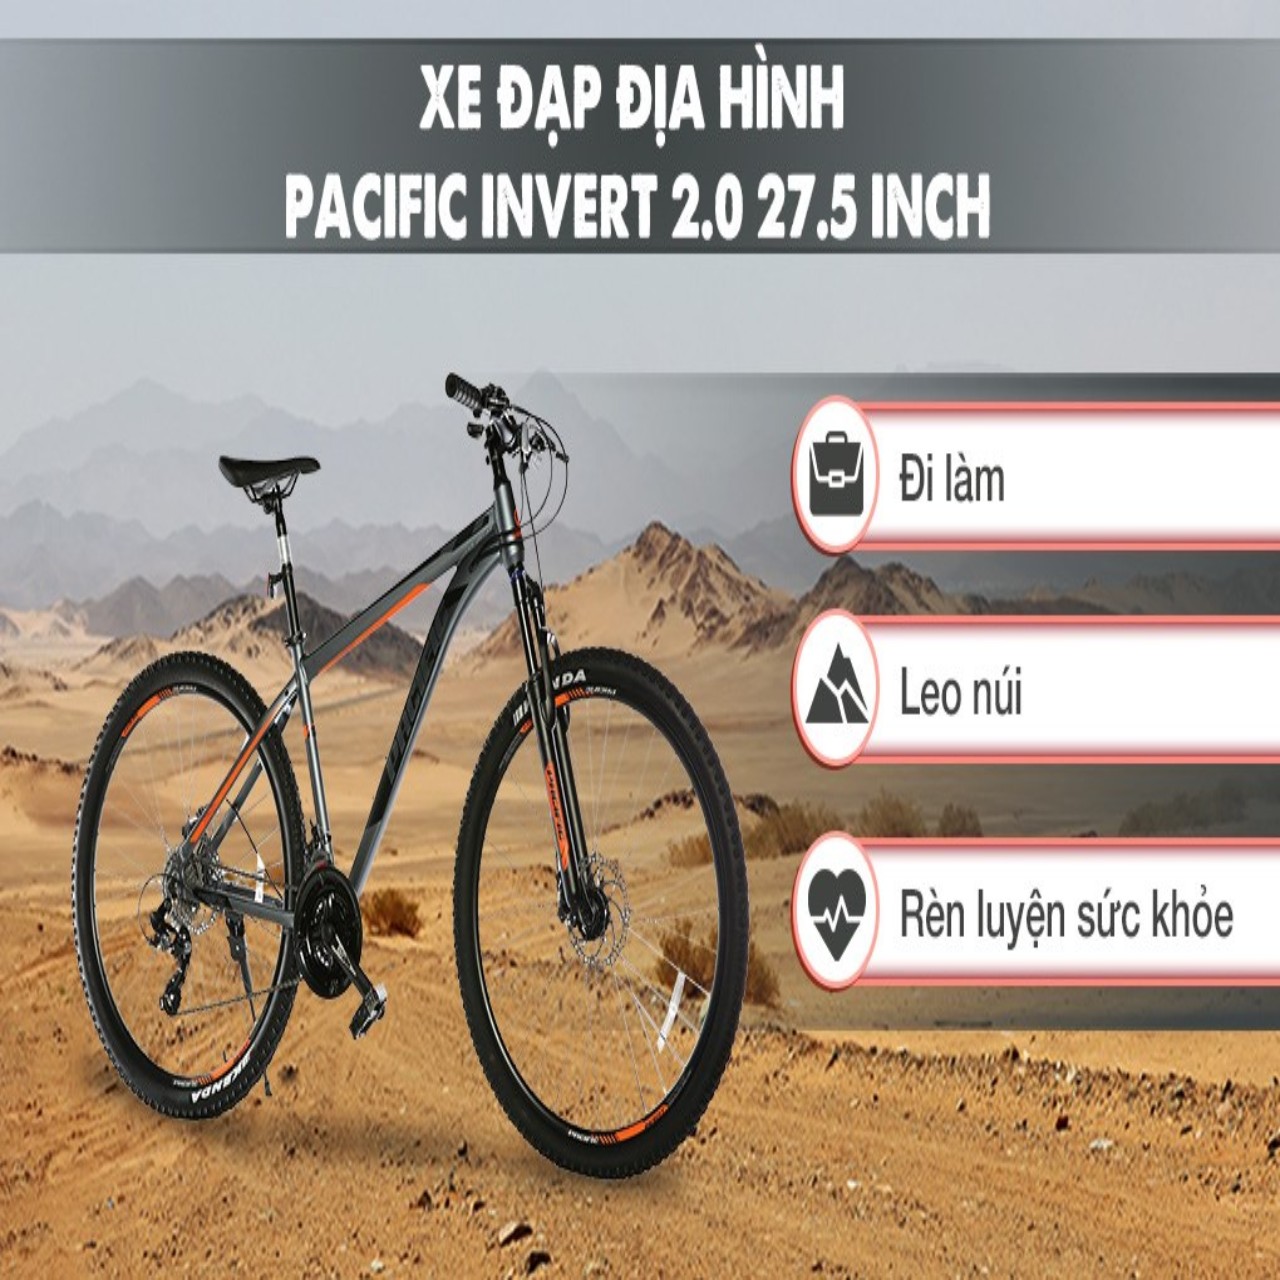 XE ĐẠP ĐỊA HÌNH
PACIFIC INVERT 2.0 27.5 INCH
Đi làm
Leo núi
Rèn luyện sức khỏe
KENDA